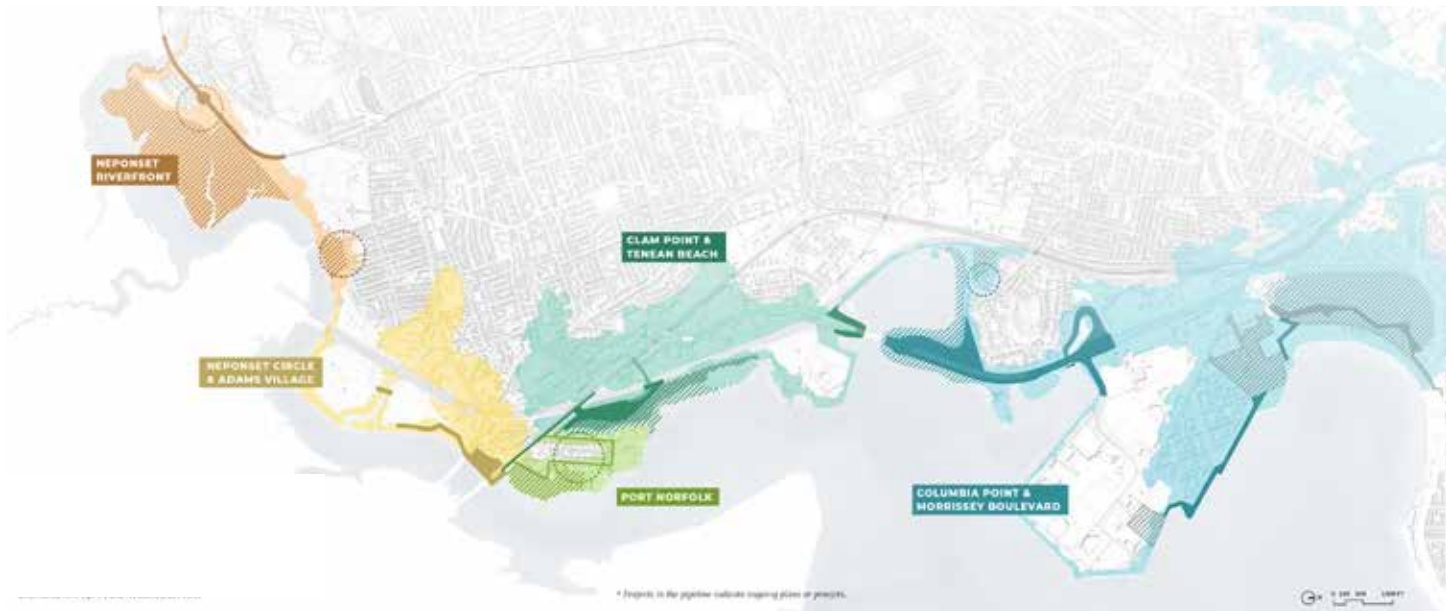 NEPONSET
RIVERFRONT
CLAM POINT &
TENEAN BEACH
NEPONSET CIRCLE
& ADAMS VILLAGE
PORT NORFOLK
COLUMBIA POINT &
MORRISSEY BOULEVARD
* Projects in the pipeline indicate ongoing plans or projects.